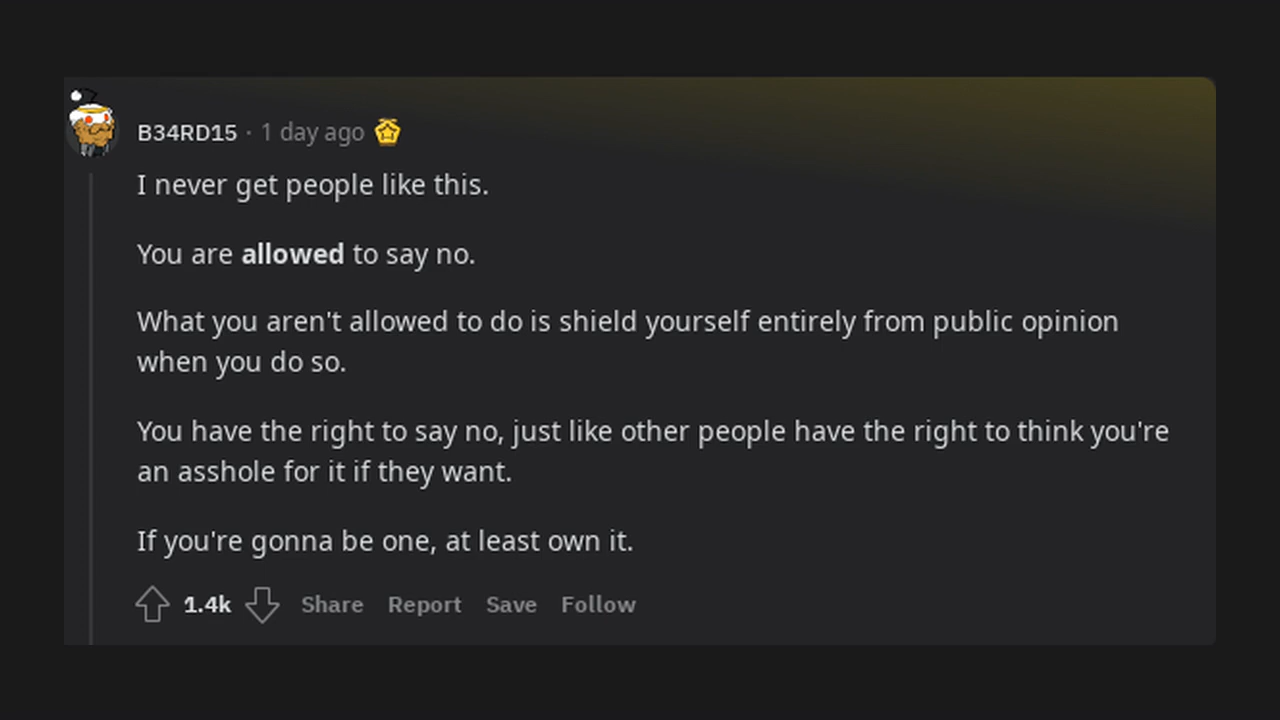 B34RD15 · 1 day ago
I never get people like this.
You are allowed to say no.
What you aren't allowed to do is shield yourself entirely from public opinion
when you do so.
You have the right to say no, just like other people have the right to think you're
an asshole for it if they want.
If you're gonna be one, at least own it.
1.4k Share Report Save Follow